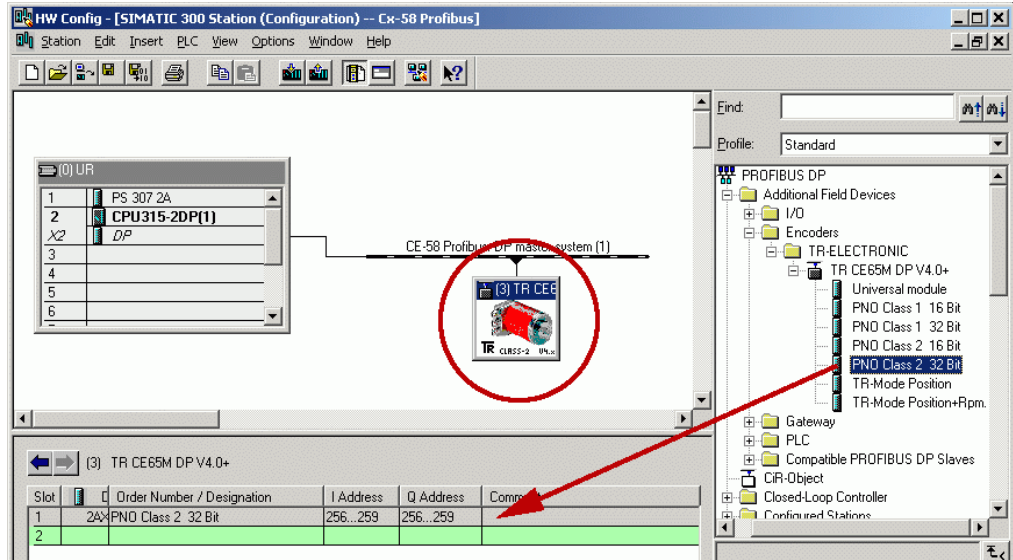 HW Config - [SIMATIC 300 Station (Configuration) -- Cx-58 Profibus]
Station Edit Insert PLC View Options Window Help
Find:
Profile: Standard
(0) UR
1 PS 307 2A
2 CPU315-2DP(1)
X2 DP
3
4
5
6
CE-58 Profibus DP master system (1)
(3) TR CE6
TR CLASS-2 V4.x
PROFIBUS DP
Additional Field Devices
I/O
Encoders
TR-ELECTRONIC
TR CE65M DP V4.0+
Universal module
PNO Class 1 16 Bit
PNO Class 1 32 Bit
PNO Class 2 16 Bit
PNO Class 2 32 Bit
TR-Mode Position
TR-Mode Position+Rpm.
Gateway
PLC
Compatible PROFIBUS DP Slaves
CiR-Object
Closed-Loop Controller
Configured Stations
(3) TR CE65M DP V4.0+
Slot D Order Number / Designation I Address Q Address Comment
1 2AX PNO Class 2 32 Bit 256...259 256...259
2